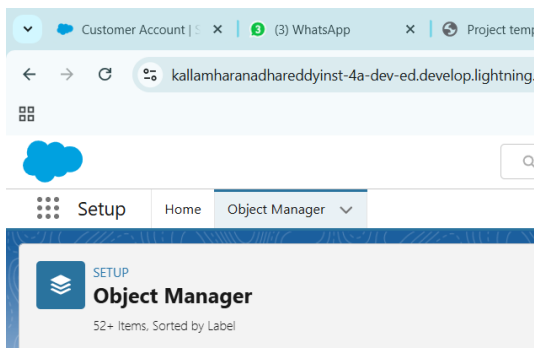 Customer Account | S
(3) WhatsApp
Project temp
kallamharanadhareddyinst-4a-dev-ed.develop.lightning.
Setup
Home
Object Manager
SETUP
Object Manager
52+ Items, Sorted by Label